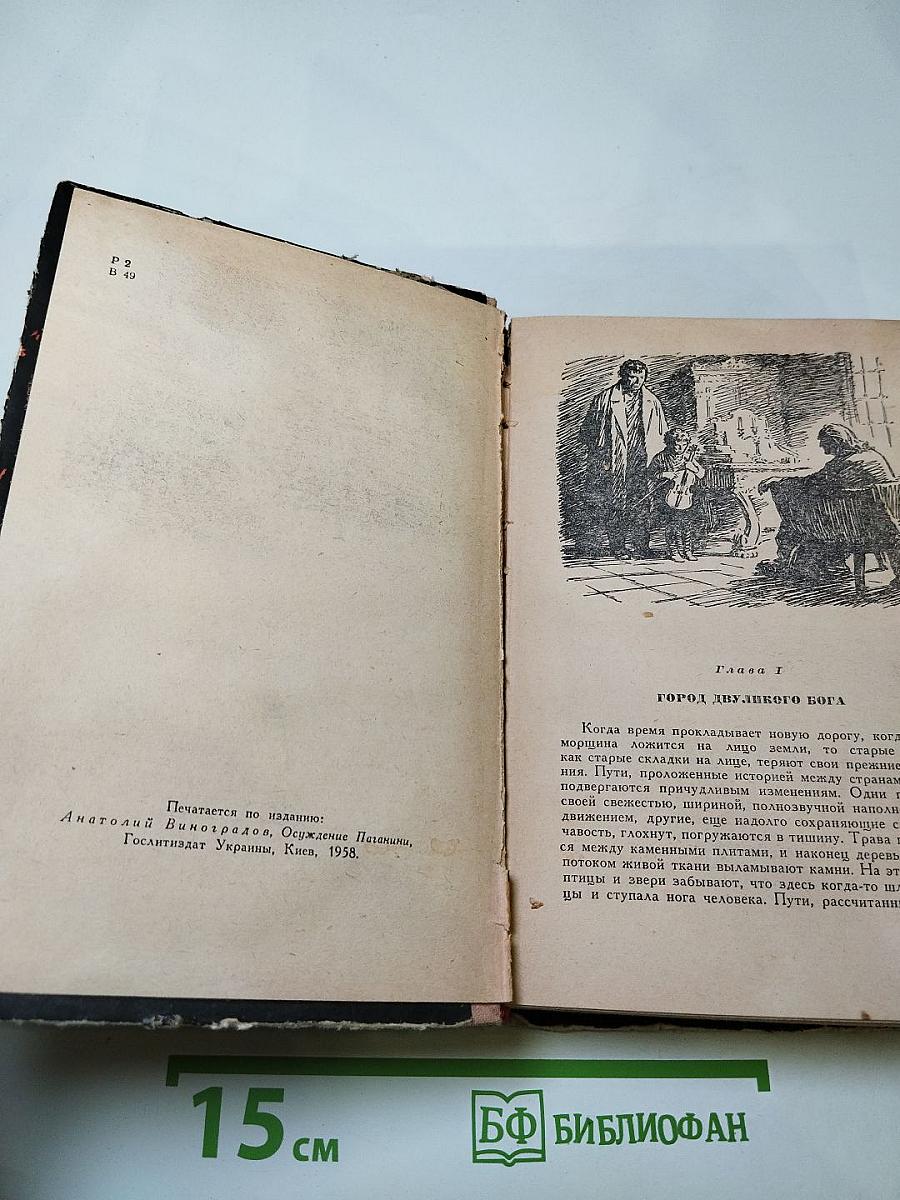 Р 2
В 49
Печатается по изданию:
Анатолий Виноградов, Осуждение Паганини,
Гослитиздат Украины, Киев, 1958.
Глава I
ГОРОД ДВУЛИКОГО БОГА
Когда время прокладывает новую дорогу,
морщина ложится на лицо земли, то старые
как старые складки на лице, теряют свои прежние
ния. Пути, проложенные историей между странам
подвергаются причудливым изменениям. Одни
своей свежестью, шириной, полнозвучной наполн
движением, другие, еще надолго сохраняющие
чавость, глохнут, погружаются в тишину. Трава
ся между каменными плитами, и наконец деревь
потоком живой ткани выламывают камни. На
птицы и звери забывают, что здесь когда-то
цы и ступала нога человека. Пути,
15 см
БФ БИБЛИОФАН